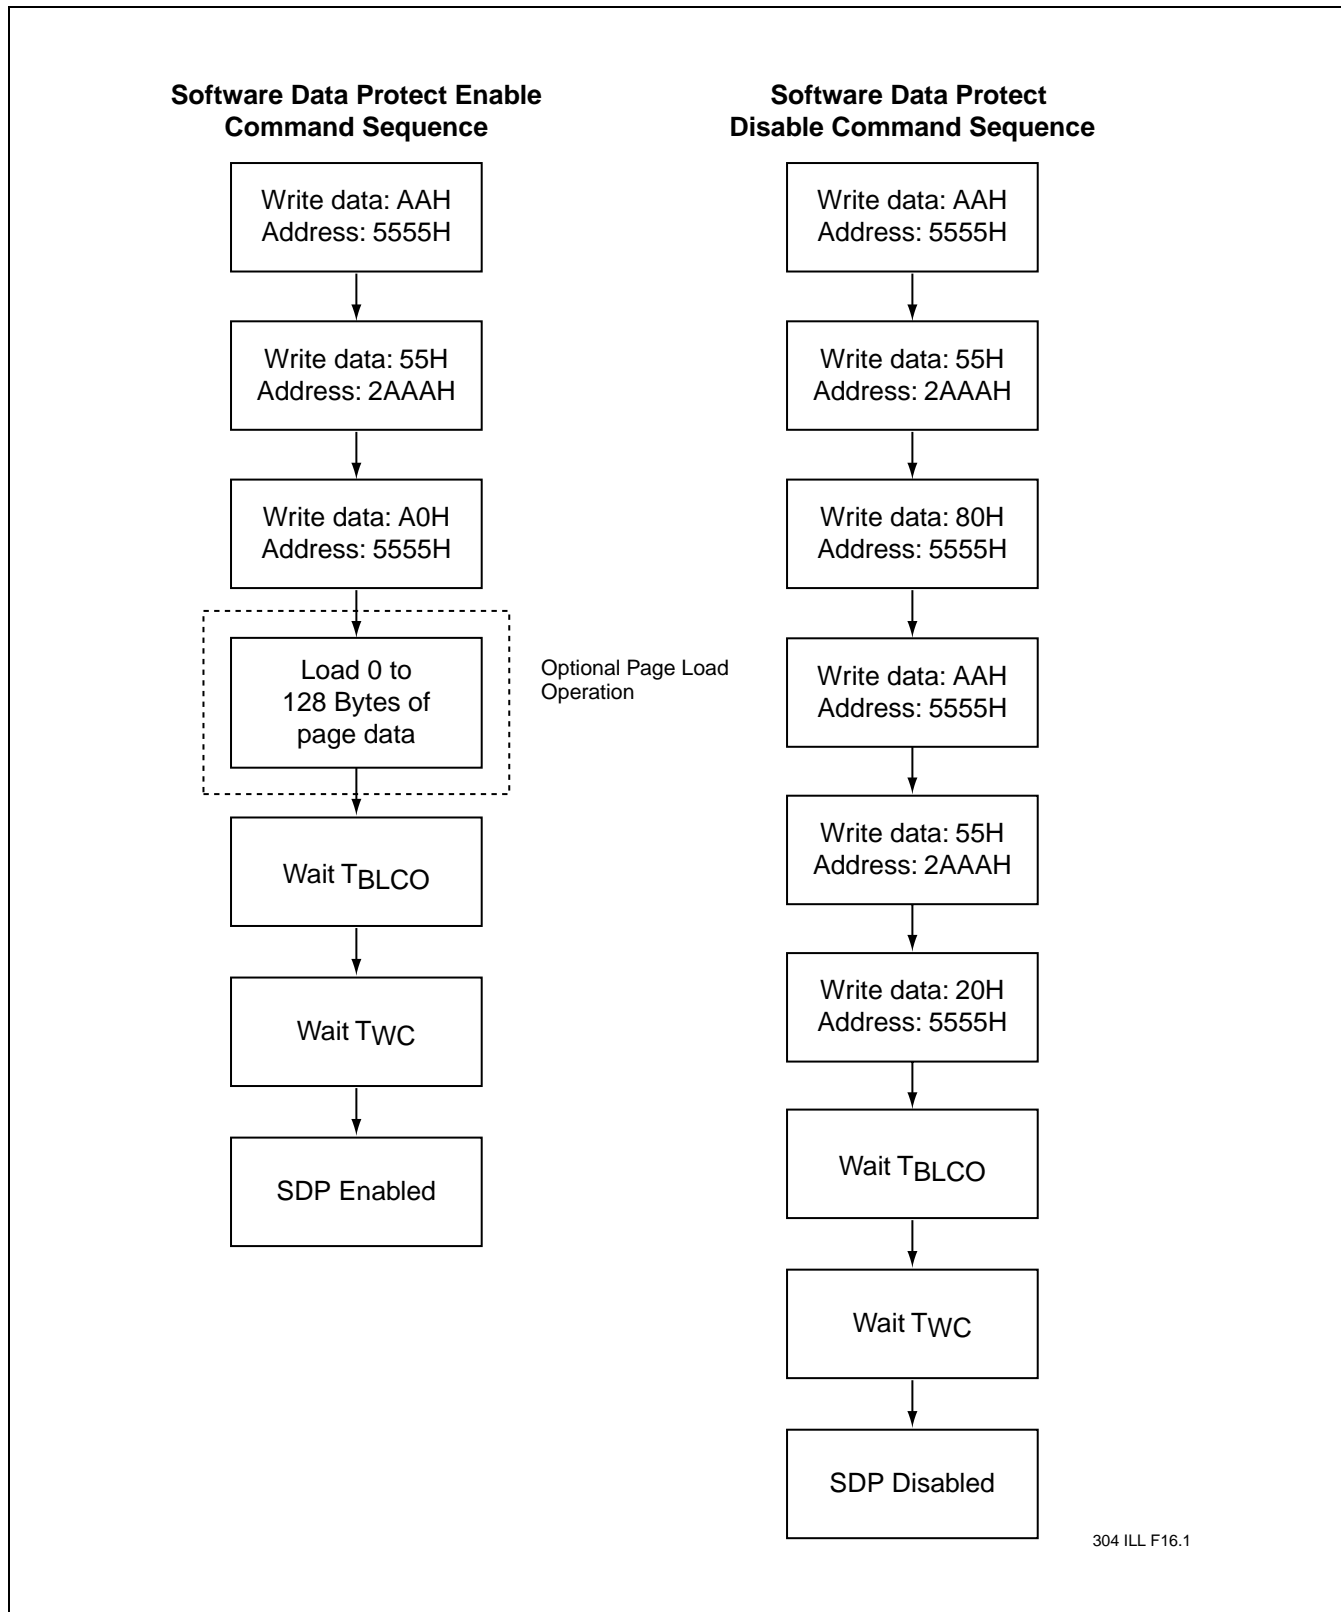 Software Data Protect Enable
Command Sequence
Write data: AAH
Address: 5555H
Write data: 55H
Address: 2AAAH
Write data: A0H
Address: 5555H
Load 0 to
128 Bytes of
page data
Optional Page Load
Operation
Wait TBLCO
Wait TWC
SDP Enabled
Software Data Protect
Disable Command Sequence
Write data: AAH
Address: 5555H
Write data: 55H
Address: 2AAAH
Write data: 80H
Address: 5555H
Write data: AAH
Address: 5555H
Write data: 55H
Address: 2AAAH
Write data: 20H
Address: 5555H
Wait TBLCO
Wait TWC
SDP Disabled
304 ILL F16.1